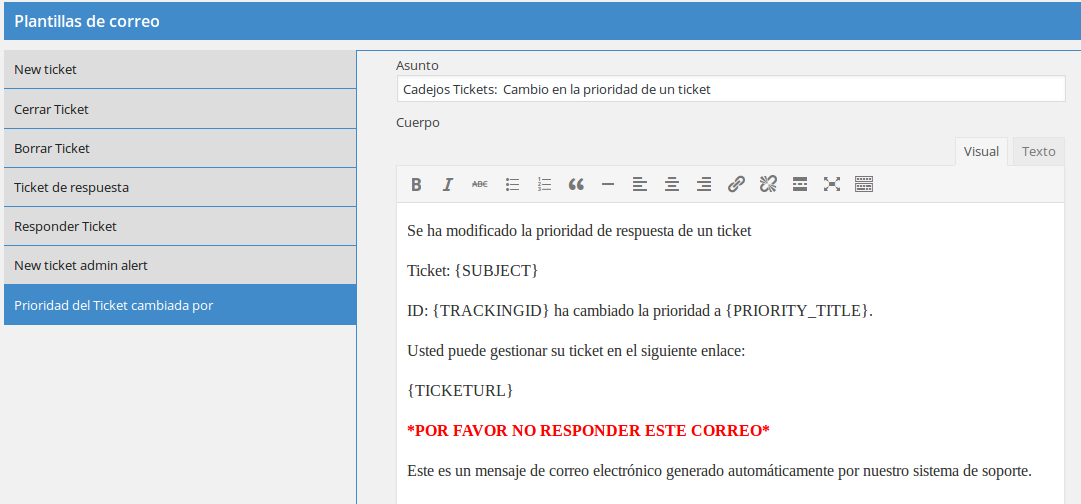 Plantillas de correo
New ticket
Cerrar Ticket
Borrar Ticket
Ticket de respuesta
Responder Ticket
New ticket admin alert
Prioridad del Ticket cambiada por
Asunto
Cadejos Tickets: Cambio en la prioridad de un ticket
Cuerpo
Visual Texto
B I ABC
Se ha modificado la prioridad de respuesta de un ticket
Ticket: {SUBJECT}
ID: {TRACKINGID} ha cambiado la prioridad a {PRIORITY_TITLE}.
Usted puede gestionar su ticket en el siguiente enlace:
{TICKETURL}
*POR FAVOR NO RESPONDER ESTE CORREO*
Este es un mensaje de correo electrónico generado automáticamente por nuestro sistema de soporte.